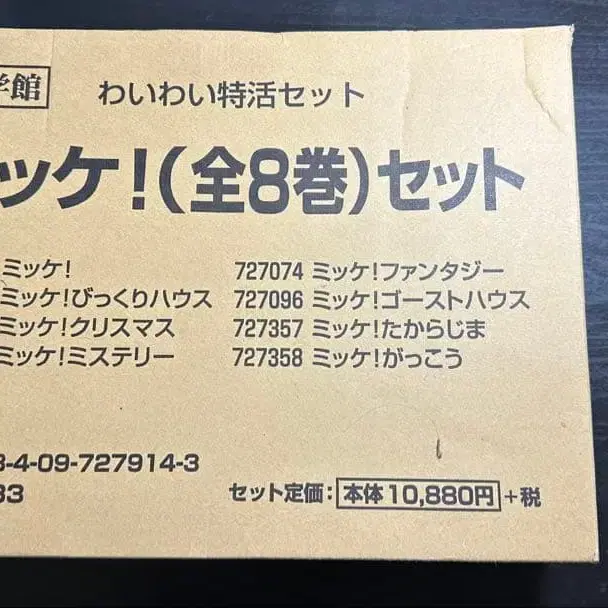 学館 わいわい特活セット
ッケ!(全8巻)セット
ミッケ! 727074 ミッケ!ファンタジー
ミッケ!びっくりハウス 727096 ミッケ!ゴーストハウス
ミッケ!クリスマス 727357 ミッケ!たからじま
ミッケ!ミステリー 727358 ミッケ!がっこう
-4-09-727914-3
33 セット定価:本体10,880円+税